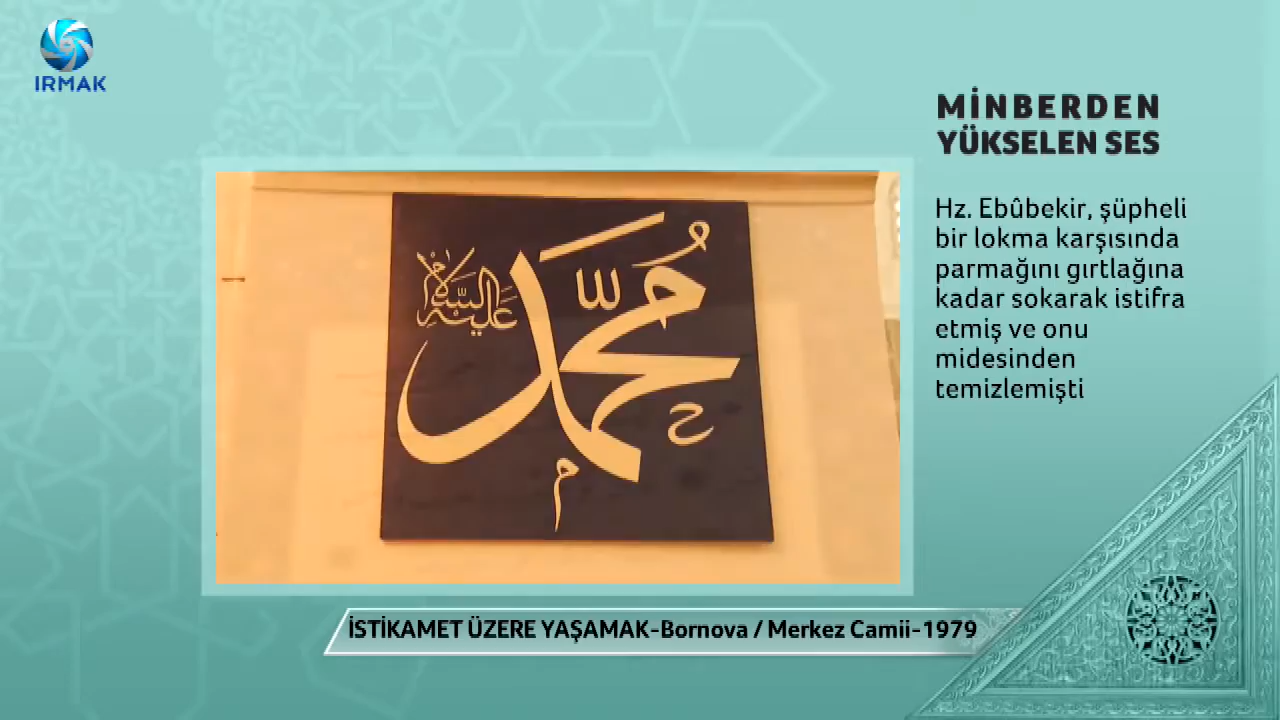 IRMAK
MİNBERDEN
YÜKSELEN SES
Hz. Ebûbekir, şüpheli
bir lokma karşısında
parmağını gırtlağına
kadar sokarak istifra
etmiş ve onu
midesinden
temizlemişti
محمد
عليه السلام
İSTİKAMET ÜZERE YAŞAMAK-Bornova / Merkez Camii-1979